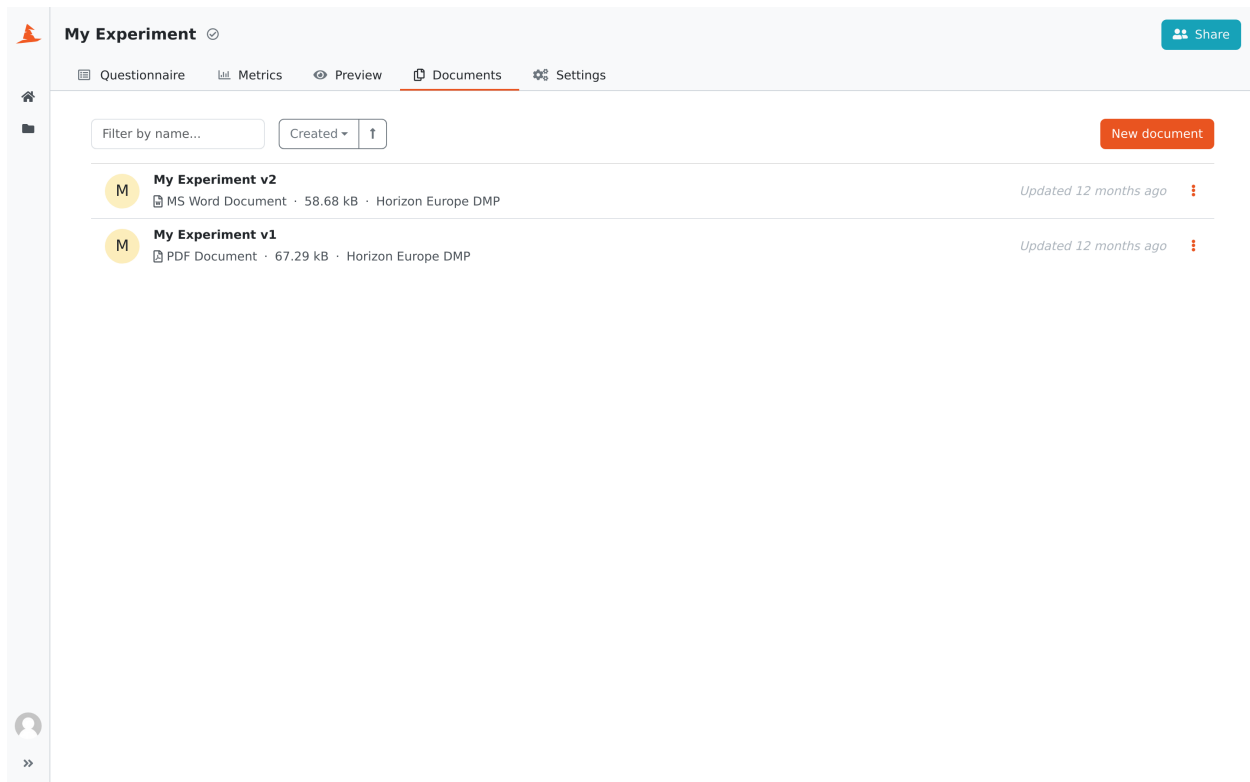 My Experiment
Share
Questionnaire
Metrics
Preview
Documents
Settings
Filter by name...
Created
New document
M
My Experiment v2
MS Word Document · 58.68 kB · Horizon Europe DMP
Updated 12 months ago
M
My Experiment v1
PDF Document · 67.29 kB · Horizon Europe DMP
Updated 12 months ago